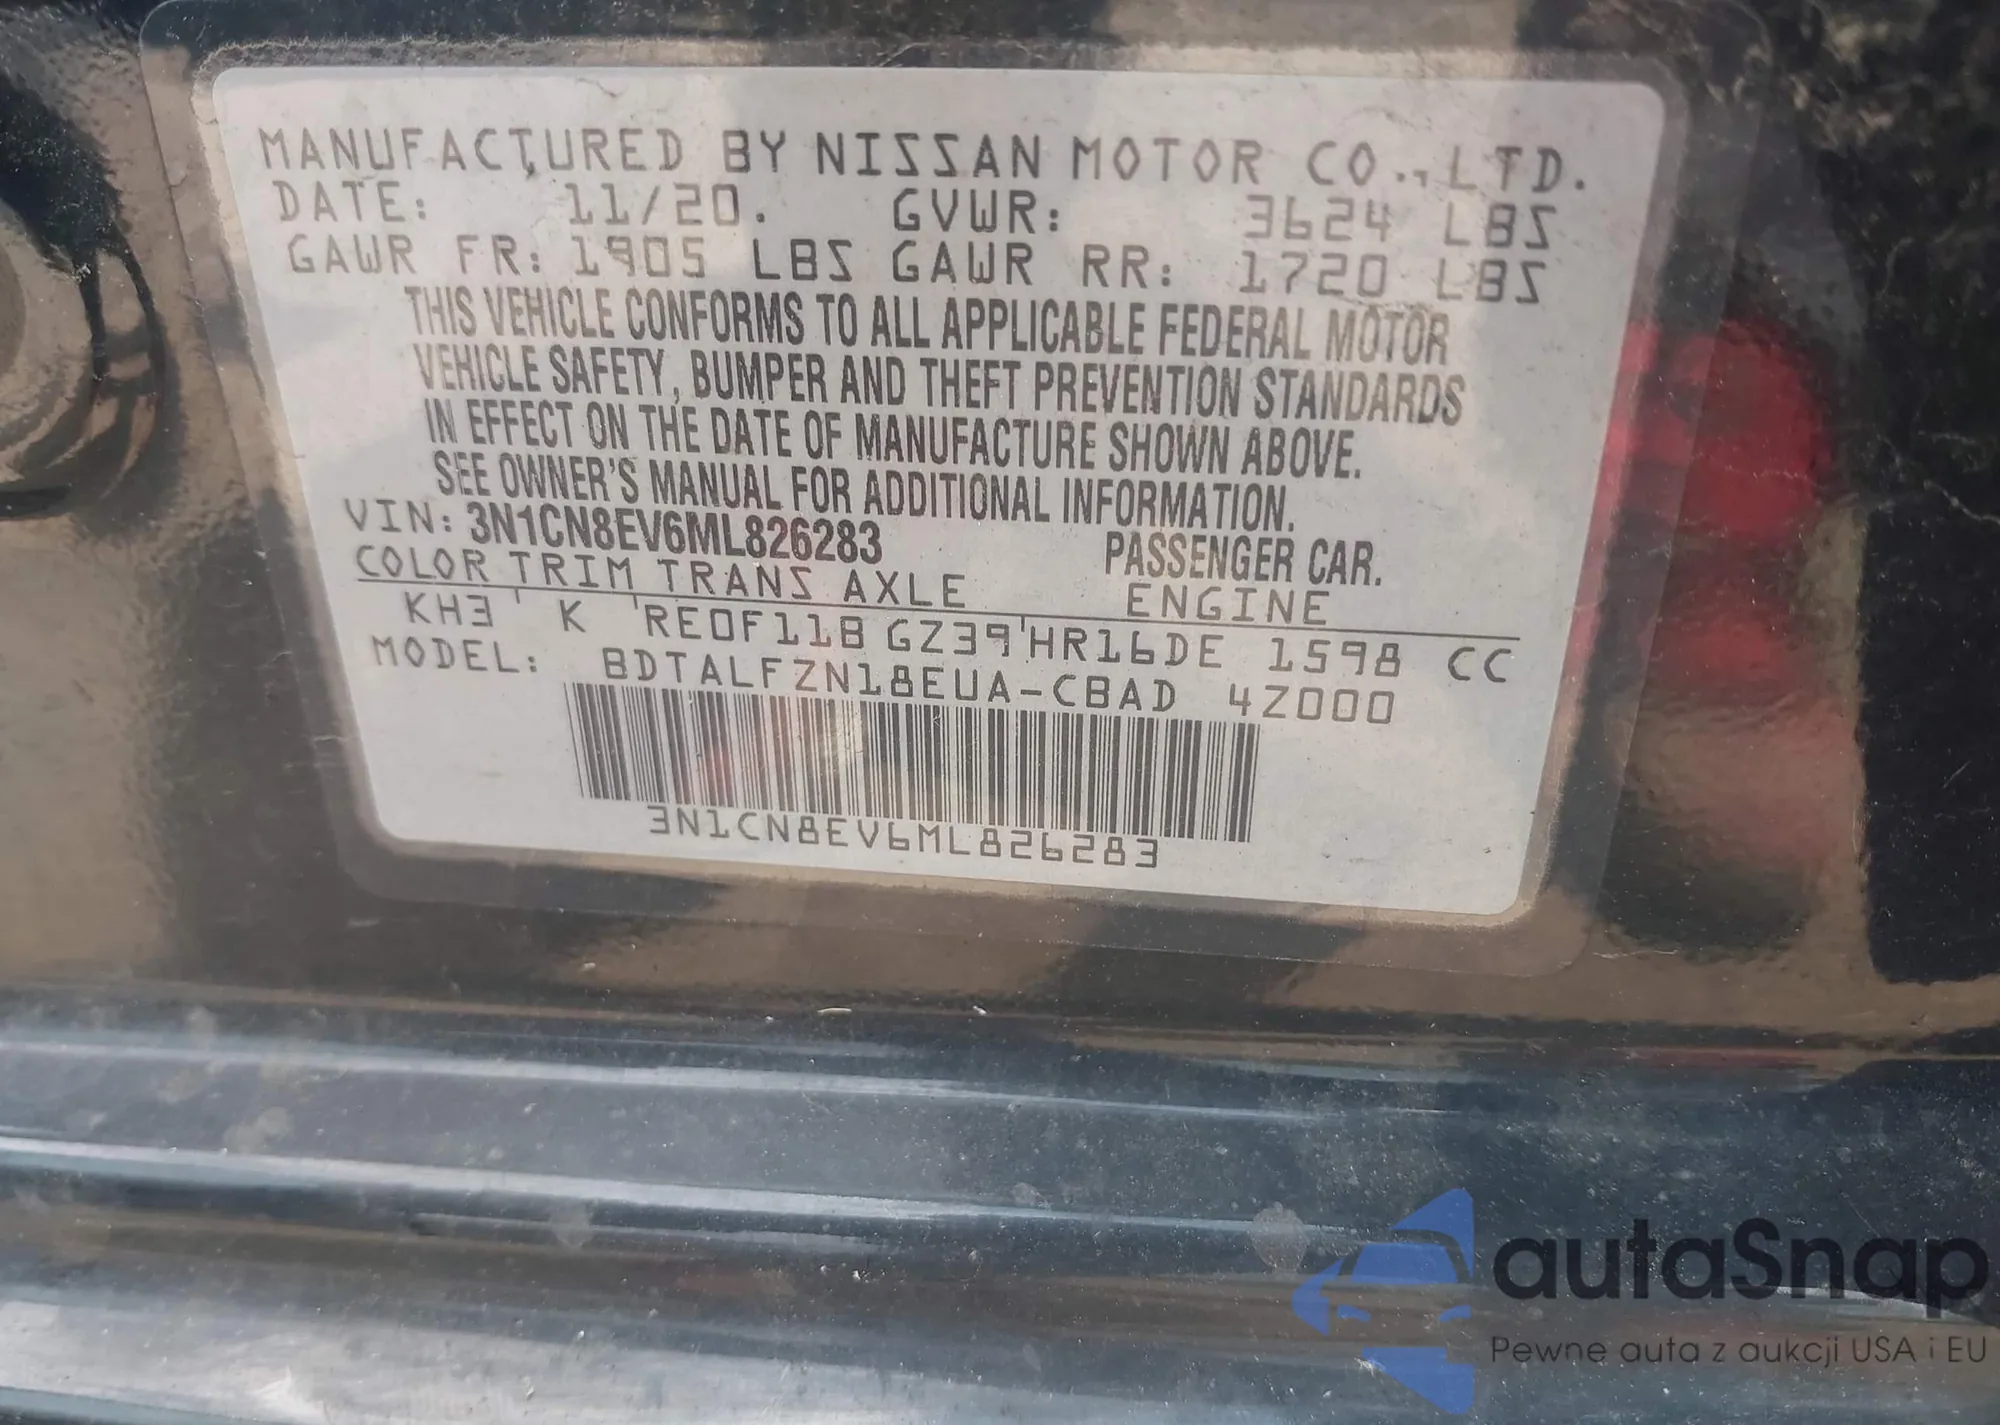 MANUFACTURED BY NISSAN MOTOR CO., LTD.
DATE: 11/20. GVWR: 3624 LBS
GAWR FR: 1905 LBS GAWR RR: 1720 LBS
THIS VEHICLE CONFORMS TO ALL APPLICABLE FEDERAL MOTOR
VEHICLE SAFETY, BUMPER AND THEFT PREVENTION STANDARDS
IN EFFECT ON THE DATE OF MANUFACTURE SHOWN ABOVE.
SEE OWNER'S MANUAL FOR ADDITIONAL INFORMATION.
VIN: 3N1CN8EV6ML826283 PASSENGER CAR.
COLOR TRIM TRANS AXLE ENGINE
KH3 K RE0F11B GZ39 HR16DE 1598 CC
MODEL: BDTALFZN18EUA-CBAD 4Z000
3N1CN8EV6ML826283
autaSnap
Pewne auta z aukcji USA i EU